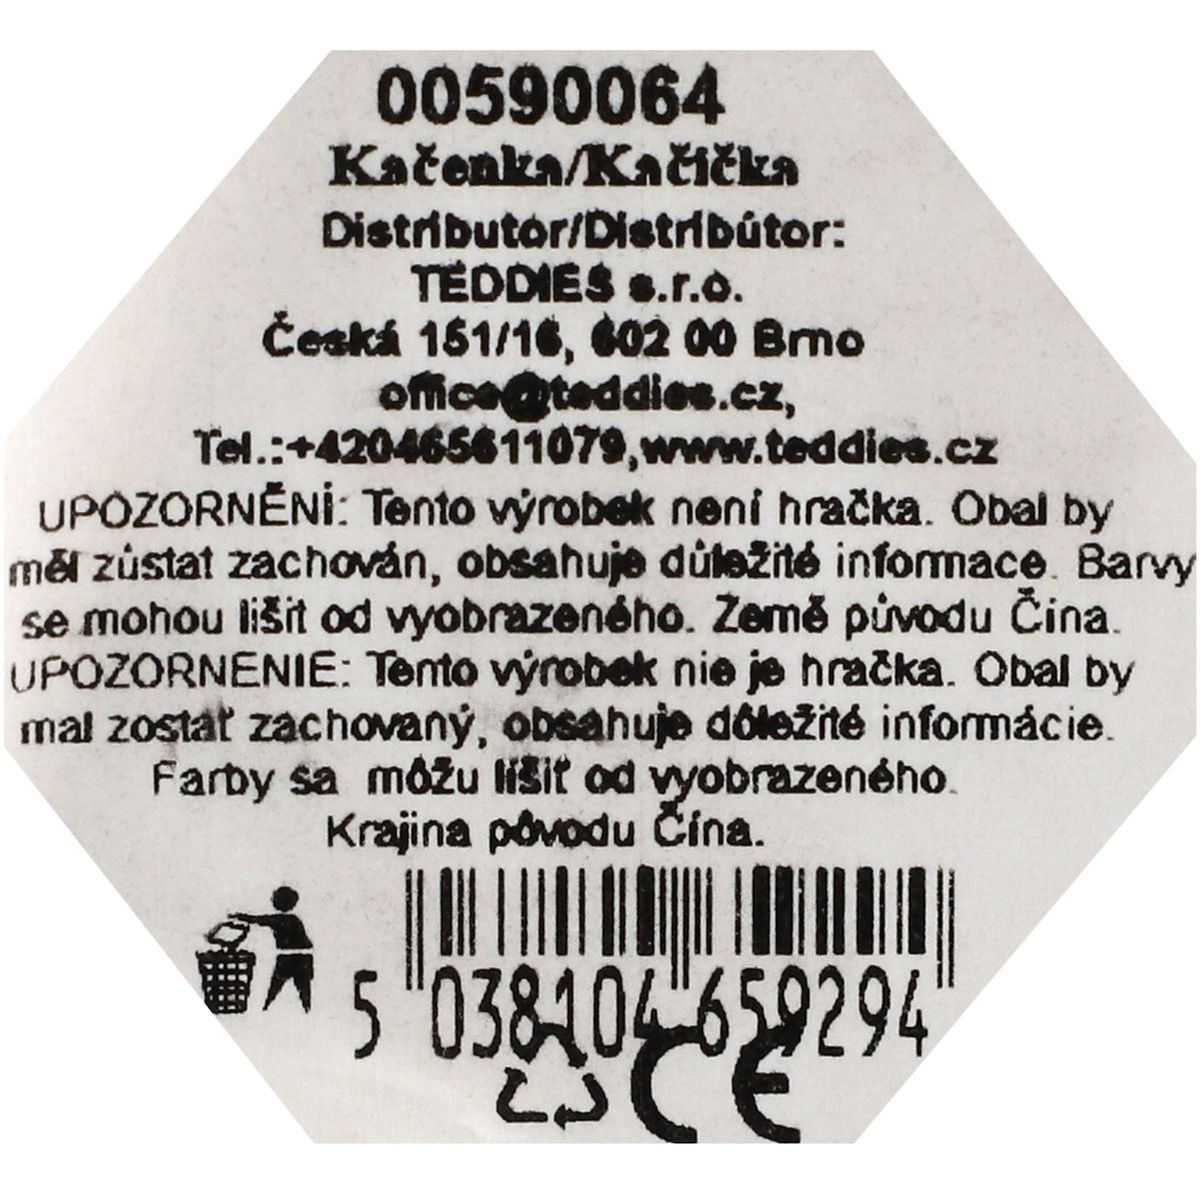 00590064
Kačenka/Kačička
Distributor/Distribútor:
TEDDIES s.r.o.
Česká 151/16, 602 00 Brno
office@teddies.cz,
Tel.:+420465611079,www.teddies.cz
UPOZORNĚNÍ: Tento výrobek není hračka. Obal by
měl zůstat zachován, obsahuje důležité informace. Barvy
se mohou lišit od vyobrazeného. Země původu Čína.
UPOZORNENIE: Tento výrobek nie je hračka. Obal by
mal zostať zachovaný, obsahuje dôležité informácie.
Farby sa môžu líšiť od vyobrazeného.
Krajina pôvodu Čína.
5 038104 659294
CE